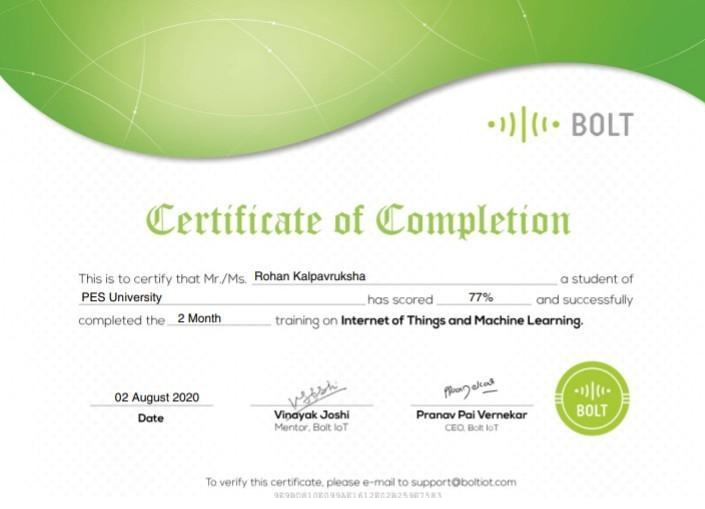 BOLT
Certificate of Completion
This is to certify that Mr./Ms. Rohan Kalpavruksha a student of
PES University has scored 77% and successfully
completed the 2 Month training on Internet of Things and Machine Learning.
02 August 2020
Date
Vinayak Joshi
Mentor, Bolt IoT
Pranav Pai Vernekar
CEO, Bolt IoT
BOLT
To verify this certificate, please e-mail to support@boltiot.com